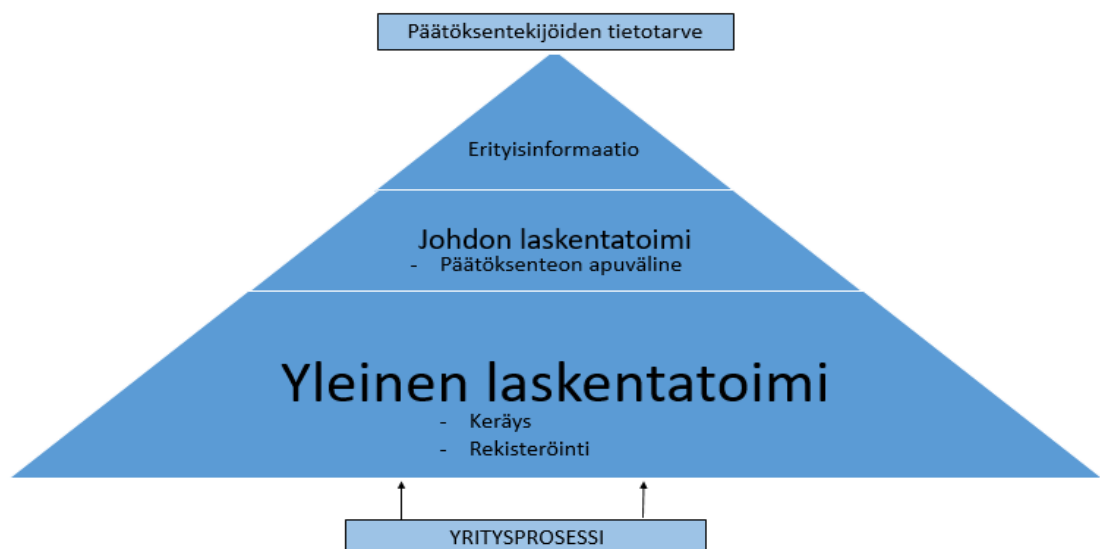 Päätöksentekijöiden tietotarve
Erityisinformaatio
Johdon laskentatoimi
- Päätöksenteon apuväline
Yleinen laskentatoimi
- Keräys
- Rekisteröinti
YRITYSPROSESSI